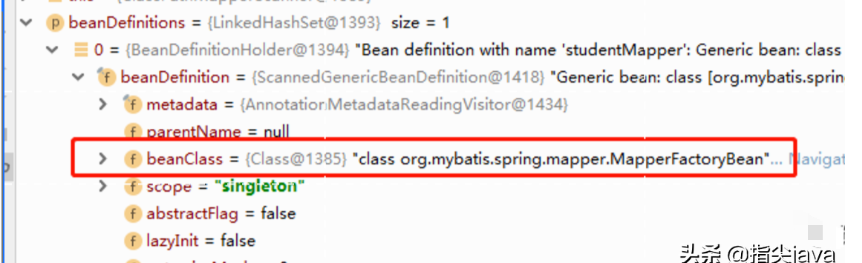 beanDefinitions = {LinkedHashSet@1393} size = 1
0 = {BeanDefinitionHolder@1394} "Bean definition with name 'studentMapper': Generic bean: class
beanDefinition = {ScannedGenericBeanDefinition@1418} "Generic bean: class [org.mybatis.sprin
metadata = {AnnotationMetadataReadingVisitor@1434}
parentName = null
beanClass = {Class@1385} "class org.mybatis.spring.mapper.MapperFactoryBean"... Navigat
scope = "singleton"
abstractFlag = false
lazyInit = false
头条 @指尖java